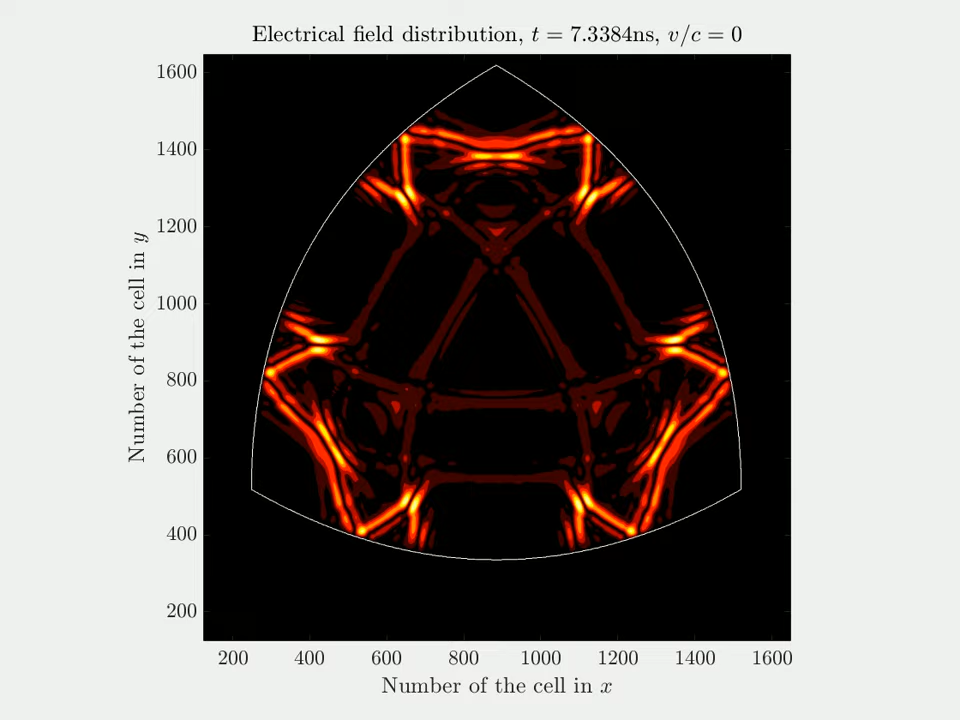 Electrical field distribution, t = 7.3384ns, v/c = 0
1600
1400
1200
1000
800
600
400
200
Number of the cell in y
200 400 600 800 1000 1200 1400 1600
Number of the cell in x